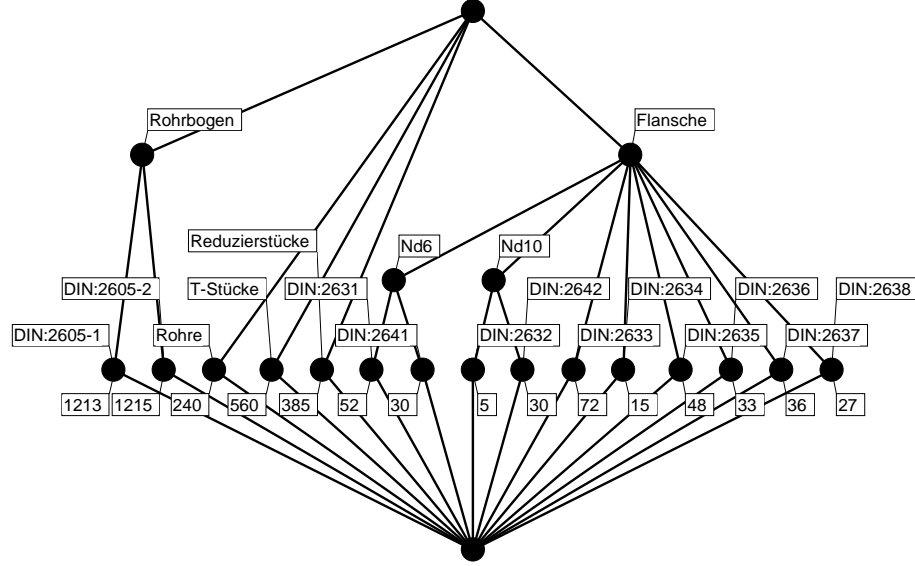 Rohrbogen
Flansche
Reduzierstücke
Nd6
Nd10
DIN:2605-2
T-Stücke
DIN:2631
DIN:2642
DIN:2634
DIN:2636
DIN:2638
DIN:2605-1
Rohre
DIN:2641
DIN:2632
DIN:2633
DIN:2635
DIN:2637
1213
1215
240
560
385
52
30
5
30
72
15
48
33
36
27